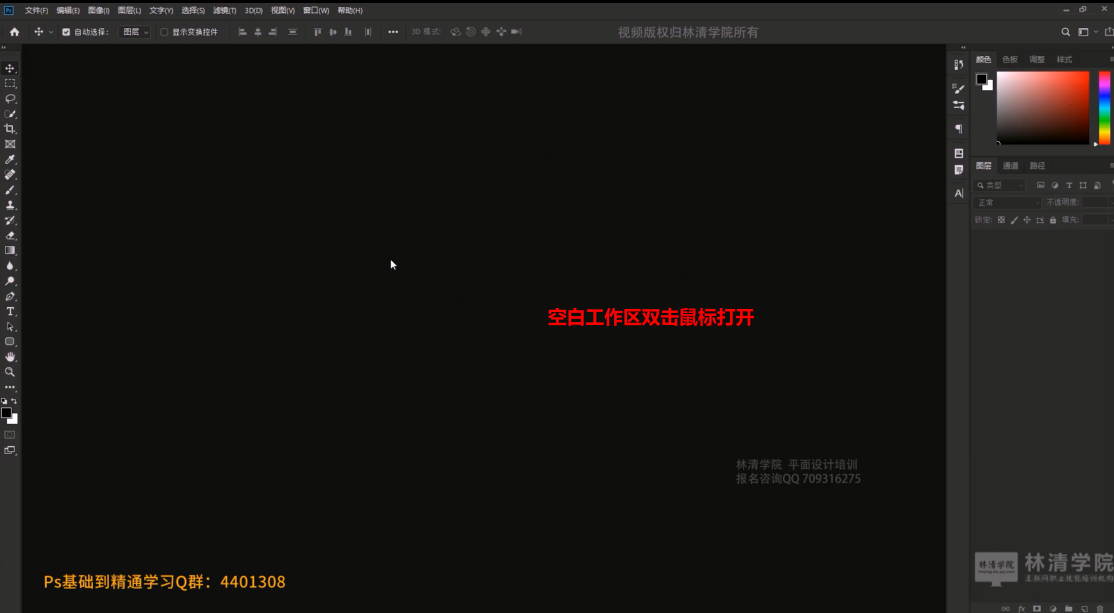 Ps 文件(F) 编辑(E) 图像(I) 图层(L) 文字(Y) 选择(S) 滤镜(T) 3D(D) 视图(V) 窗口(W) 帮助(H)
自动选择： 图层 显示变换控件 3D 模式： 视频版权归林清学院所有
颜色 色板 调整 样式
空白工作区双击鼠标打开
图层 通道 路径
类型
正常 不透明度:
锁定: 填充:
林清学院 平面设计培训
报名咨询QQ 709316275
Ps基础到精通学习Q群：4401308
林清学院
林清学院